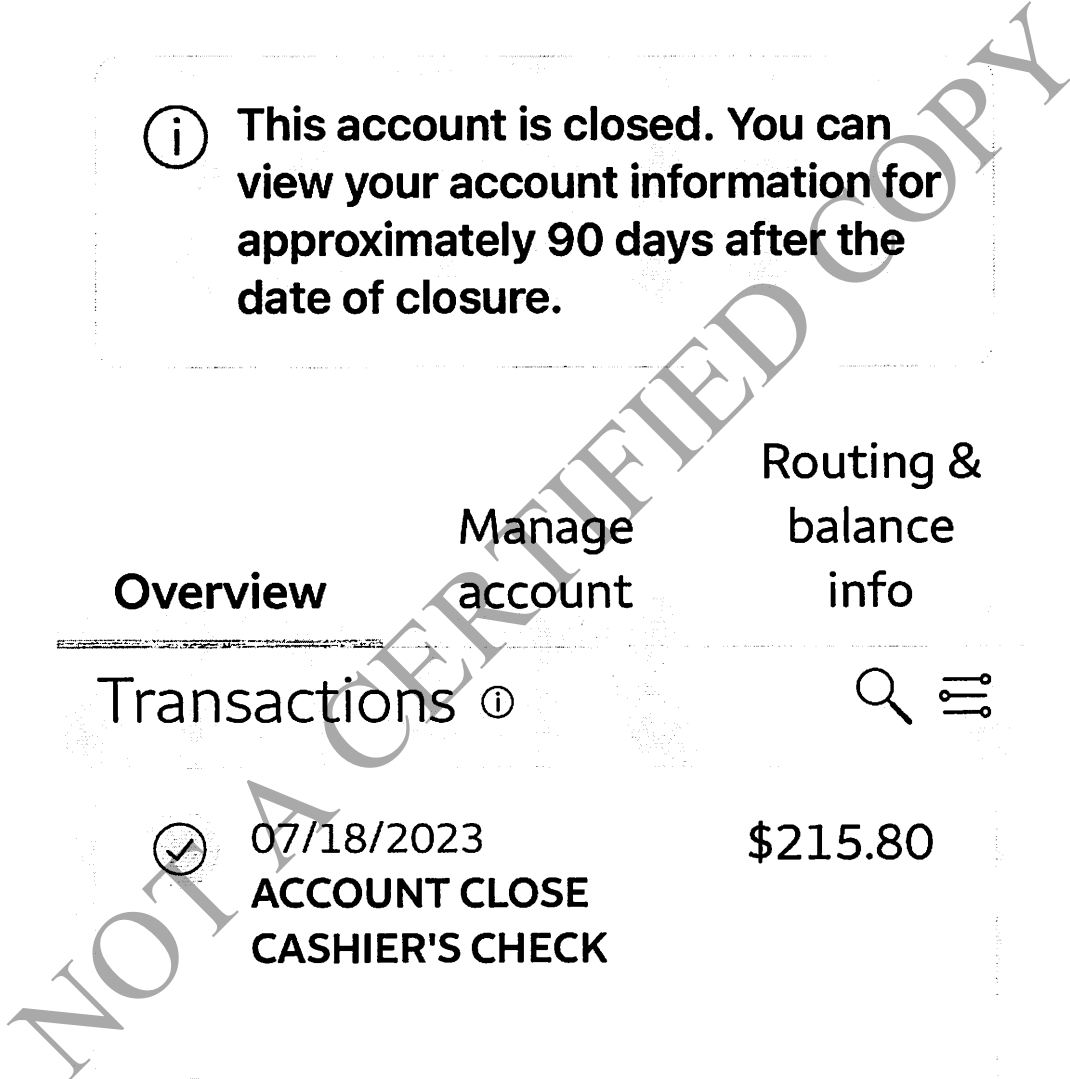 This account is closed. You can
view your account information for
approximately 90 days after the
date of closure.
Overview
Manage
account
Routing &
balance
info
Transactions
07/18/2023
$215.80
ACCOUNT CLOSE
CASHIER'S CHECK
NOT A CERTIFIED COPY